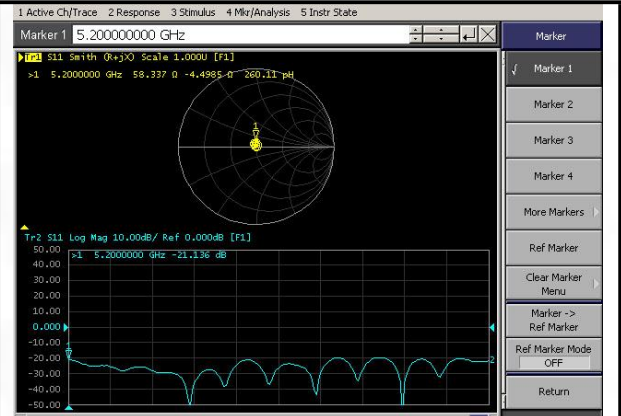 1 Active Ch/Trace 2 Response 3 Stimulus 4 Mkr/Analysis 5 Instr State
Marker 1 5.200000000 GHz
Tr1 S11 Smith (R+jX) Scale 1.000U [F1]
>1 5.2000000 GHz 58.337 Ω -4.4985 Ω 260.11 pH
1
Tr2 S11 Log Mag 10.00dB/ Ref 0.000dB [F1]
50.00
>1 5.2000000 GHz -21.136 dB
40.00
30.00
20.00
10.00
0.000
-10.00
-20.00
-30.00
-40.00
-50.00
1
2
Marker
√ Marker 1
Marker 2
Marker 3
Marker 4
More Markers
Ref Marker
Clear Marker
Menu
Marker ->
Ref Marker
Ref Marker Mode
OFF
Return